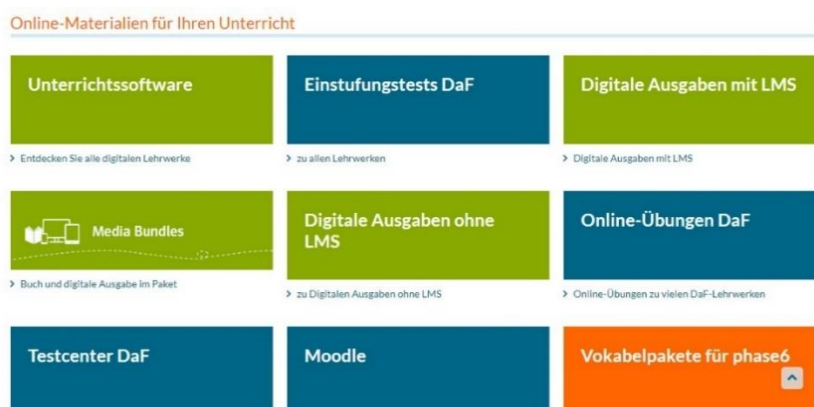 Online-Materialien für Ihren Unterricht
Unterrichtssoftware
Einstufungstests DaF
Digitale Ausgaben mit LMS
Entdecken Sie alle digitalen Lehrwerke
zu allen Lehrwerken
Digitale Ausgaben mit LMS
Media Bundles
Digitale Ausgaben ohne
LMS
Online-Übungen DaF
Buch und digitale Ausgabe im Paket
zu Digitalen Ausgaben ohne LMS
Online-Übungen zu vielen DaF-Lehrwerken
Testcenter DaF
Moodle
Vokabelpakete für phase6